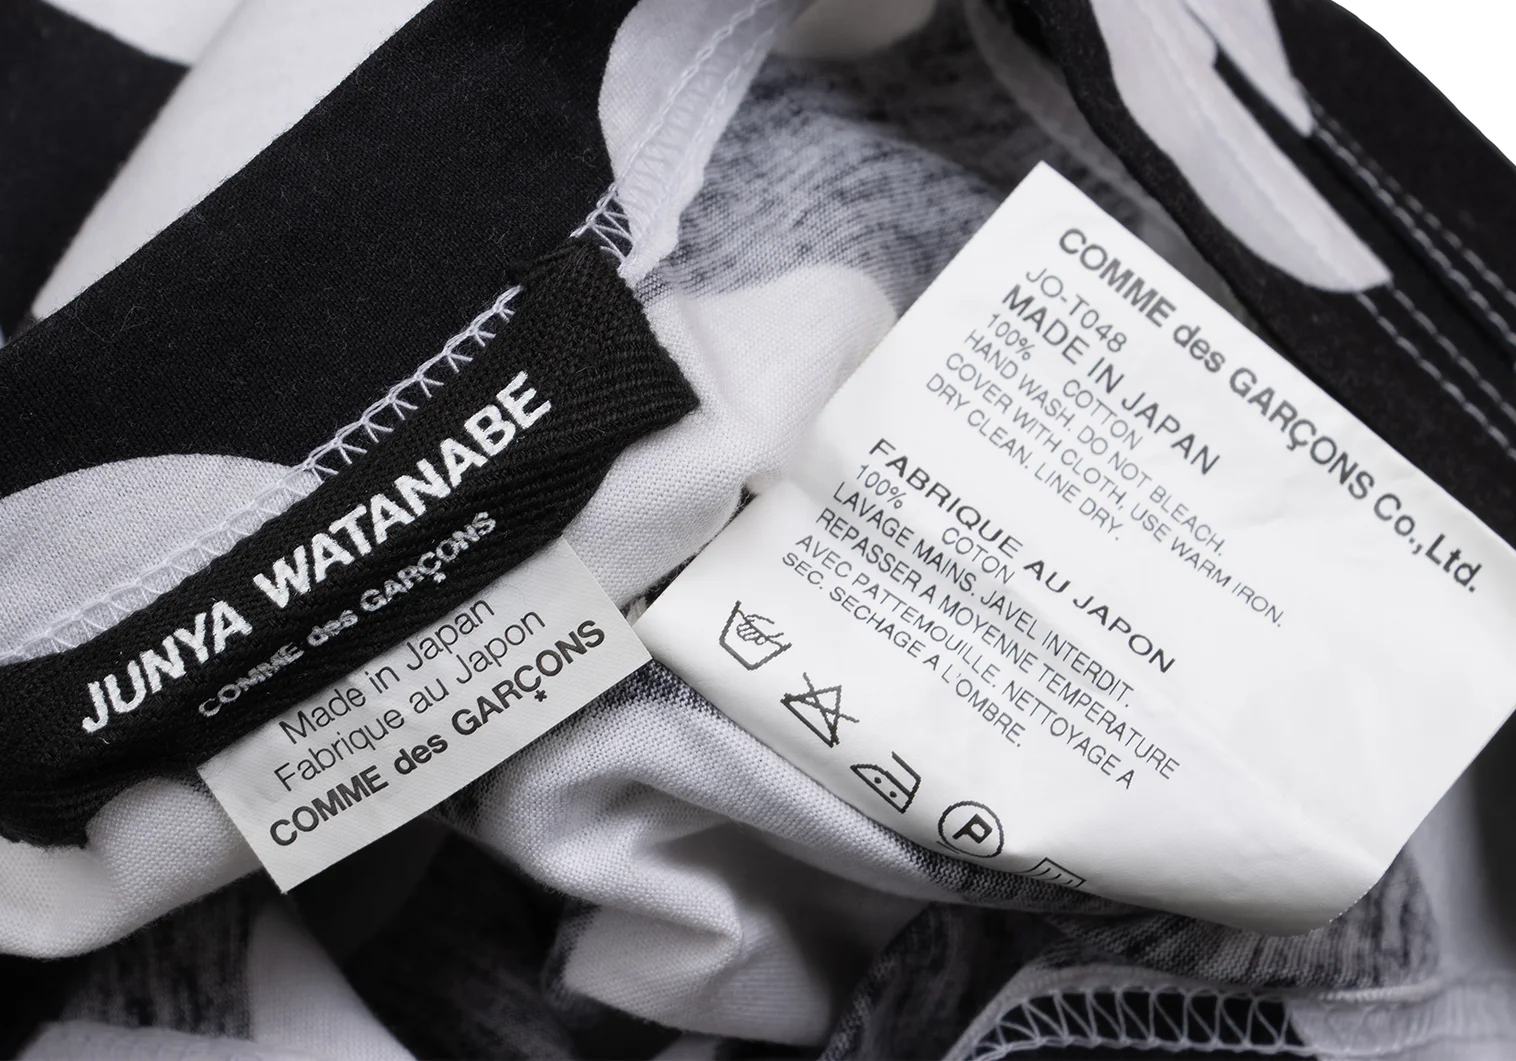 JUNYA WATANABE
COMME des GARÇONS
Made in Japan
Fabrique au Japon
COMME des GARÇONS
COMME des GARÇONS Co.,Ltd.
JO-T048
MADE IN JAPAN
100% COTTON
HAND WASH. DO NOT BLEACH.
COVER WITH CLOTH, USE WARM IRON.
DRY CLEAN. LINE DRY.
FABRIQUE AU JAPON
100% COTON
LAVAGE MAINS. JAVEL INTERDIT.
REPASSER A MOYENNE TEMPERATURE
AVEC PATTEMOUILLE. NETTOYAGE A
SEC. SECHAGE A L'OMBRE.
P